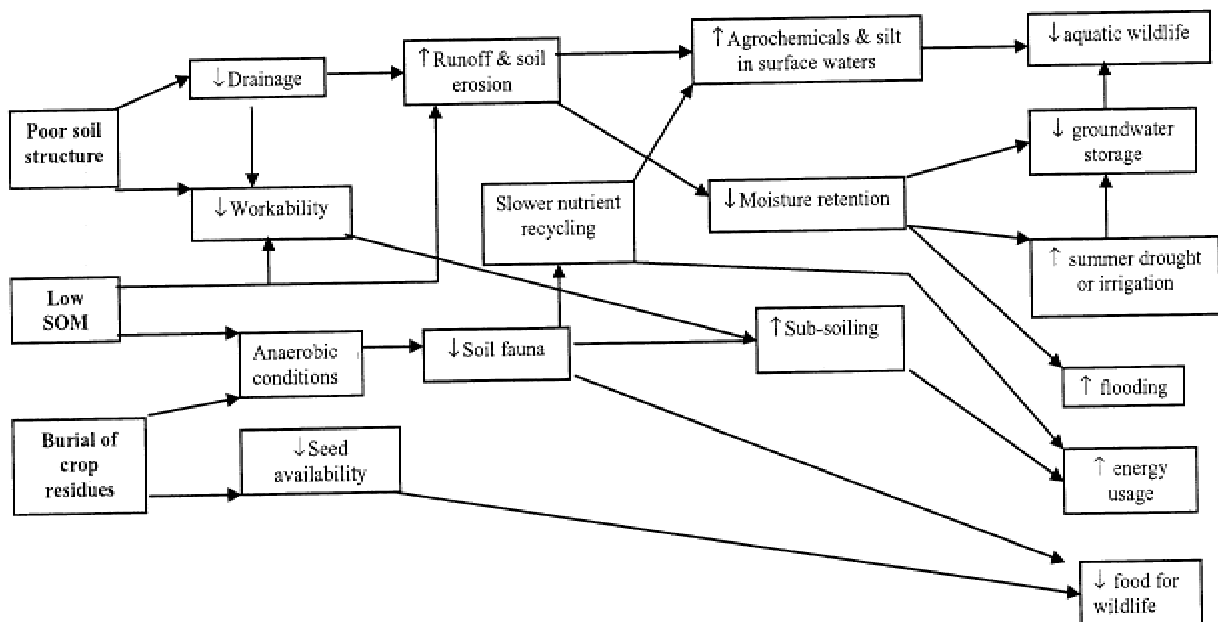 ↑ Runoff & soil
erosion
↑ Agrochemicals & silt
in surface waters
↓ aquatic wildlife
↓ Drainage
Poor soil
structure
↓ groundwater
storage
↓ Workability
Slower nutrient
recycling
↓ Moisture retention
↑ summer drought
or irrigation
Low
SOM
Anaerobic
conditions
↓ Soil fauna
↑ Sub-soiling
↑ flooding
Burial of
crop
residues
↓ Seed
availability
↑ energy
usage
↓ food for
wildlife